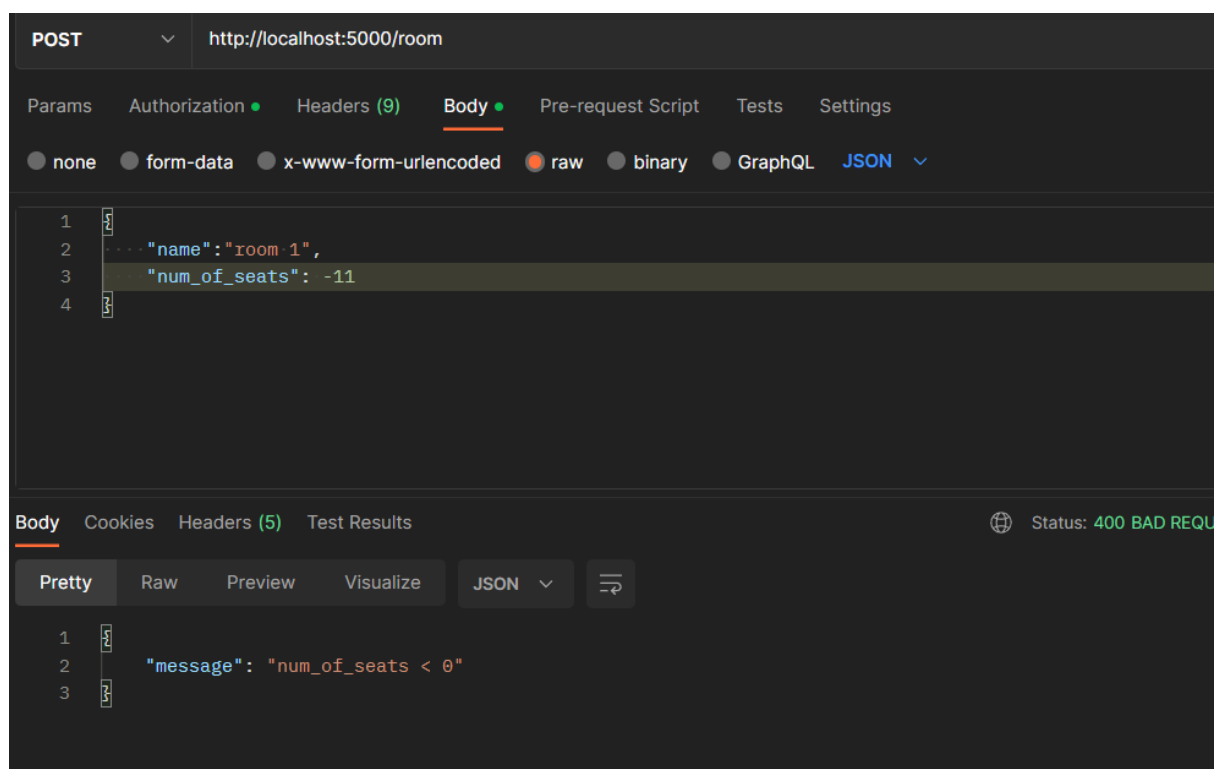 POST http://localhost:5000/room
Params Authorization Headers (9) Body Pre-request Script Tests Settings
none form-data x-www-form-urlencoded raw binary GraphQL JSON
1 {
2 "name":"room 1",
3 "num_of_seats": -11
4 }
Body Cookies Headers (5) Test Results Status: 400 BAD REQU
Pretty Raw Preview Visualize JSON
1 {
2 "message": "num_of_seats < 0"
3 }